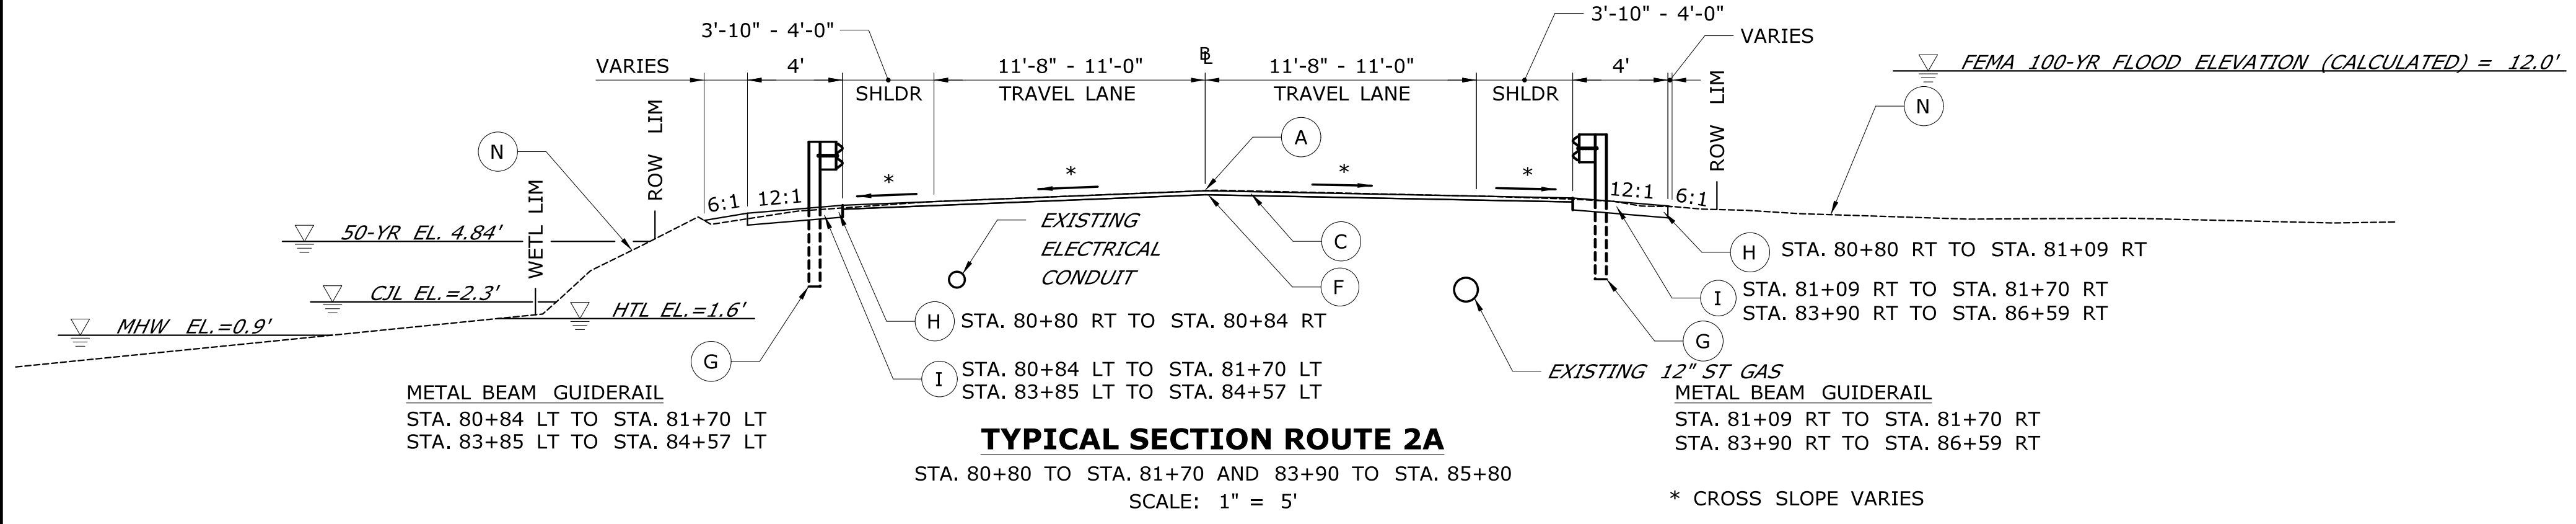 3'-10" - 4'-0"
3'-10" - 4'-0"
VARIES
VARIES
4'
11'-8" - 11'-0"
BL
11'-8" - 11'-0"
4'
FEMA 100-YR FLOOD ELEVATION (CALCULATED) = 12.0'
SHLDR
TRAVEL LANE
TRAVEL LANE
SHLDR
ROW LIM
ROW LIM
N
A
N
*
*
*
*
6:1
12:1
12:1
6:1
WETL LIM
50-YR EL. 4.84'
EXISTING
ELECTRICAL
CONDUIT
C
F
H STA. 80+80 RT TO STA. 81+09 RT
CJL EL.=2.3'
HTL EL.=1.6'
MHW EL.=0.9'
I STA. 81+09 RT TO STA. 81+70 RT
STA. 83+90 RT TO STA. 86+59 RT
H STA. 80+80 RT TO STA. 80+84 RT
G
G
I STA. 80+84 LT TO STA. 81+70 LT
STA. 83+85 LT TO STA. 84+57 LT
EXISTING 12" ST GAS
METAL BEAM GUIDERAIL
STA. 80+84 LT TO STA. 81+70 LT
STA. 83+85 LT TO STA. 84+57 LT
METAL BEAM GUIDERAIL
STA. 81+09 RT TO STA. 81+70 RT
STA. 83+90 RT TO STA. 86+59 RT
TYPICAL SECTION ROUTE 2A
STA. 80+80 TO STA. 81+70 AND 83+90 TO STA. 85+80
SCALE: 1" = 5'
* CROSS SLOPE VARIES